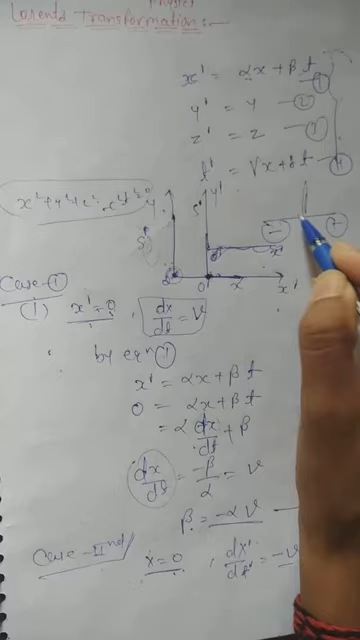 Physics
Lorentz Transformation:-
x' = αx + βt —①
y' = y —②
z' = z —③
t' = γx + δt —④
x² + y² + z² - c²t² = 0
y y'
S S'
O O' x x'
- +
Case-①
(1) x' = 0, dx/dt = v
by eqn ①
x' = αx + βt
0 = αx + βt
= α dx/dt + β
dx/dt = -β/α = v
β = -αv
Case-IInd
x = 0, dx'/dt' = -v